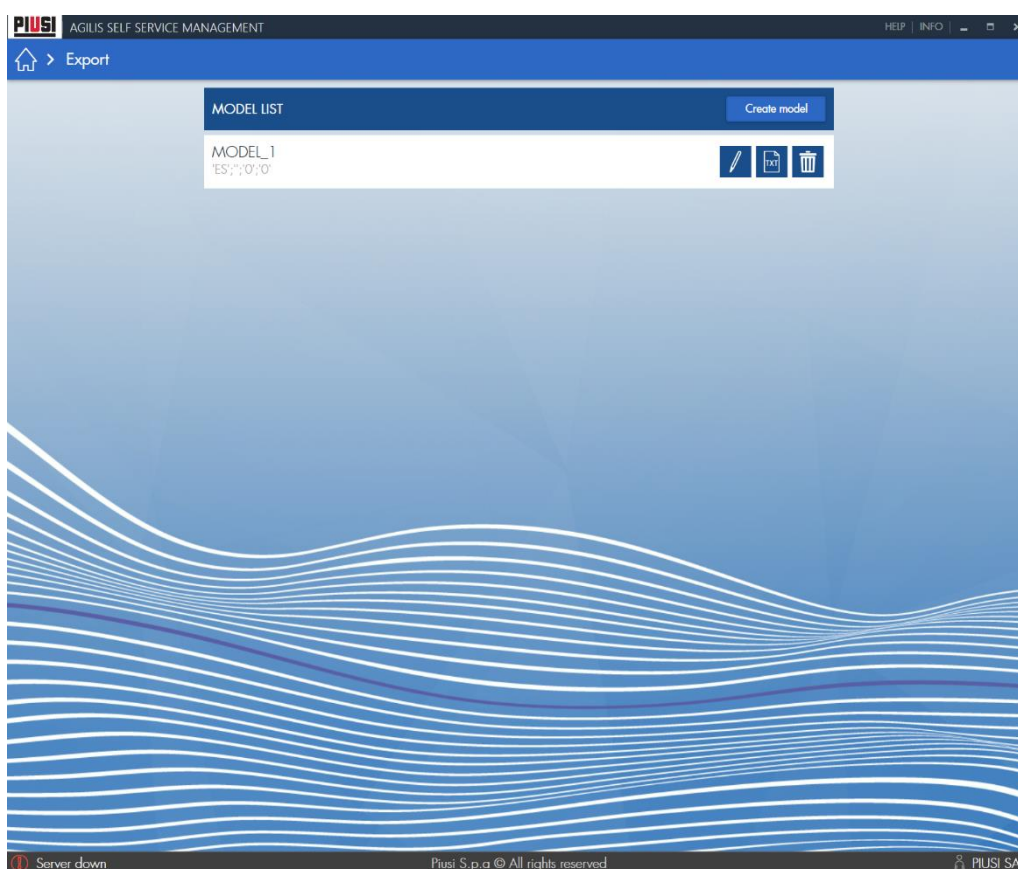 PIUSI AGILIS SELF SERVICE MANAGEMENT HELP | INFO |
Export
MODEL LIST Create model
MODEL_1
'ES';'';'0';'0'
TXT
Server down Piusi S.p.a © All rights reserved PIUSI SA